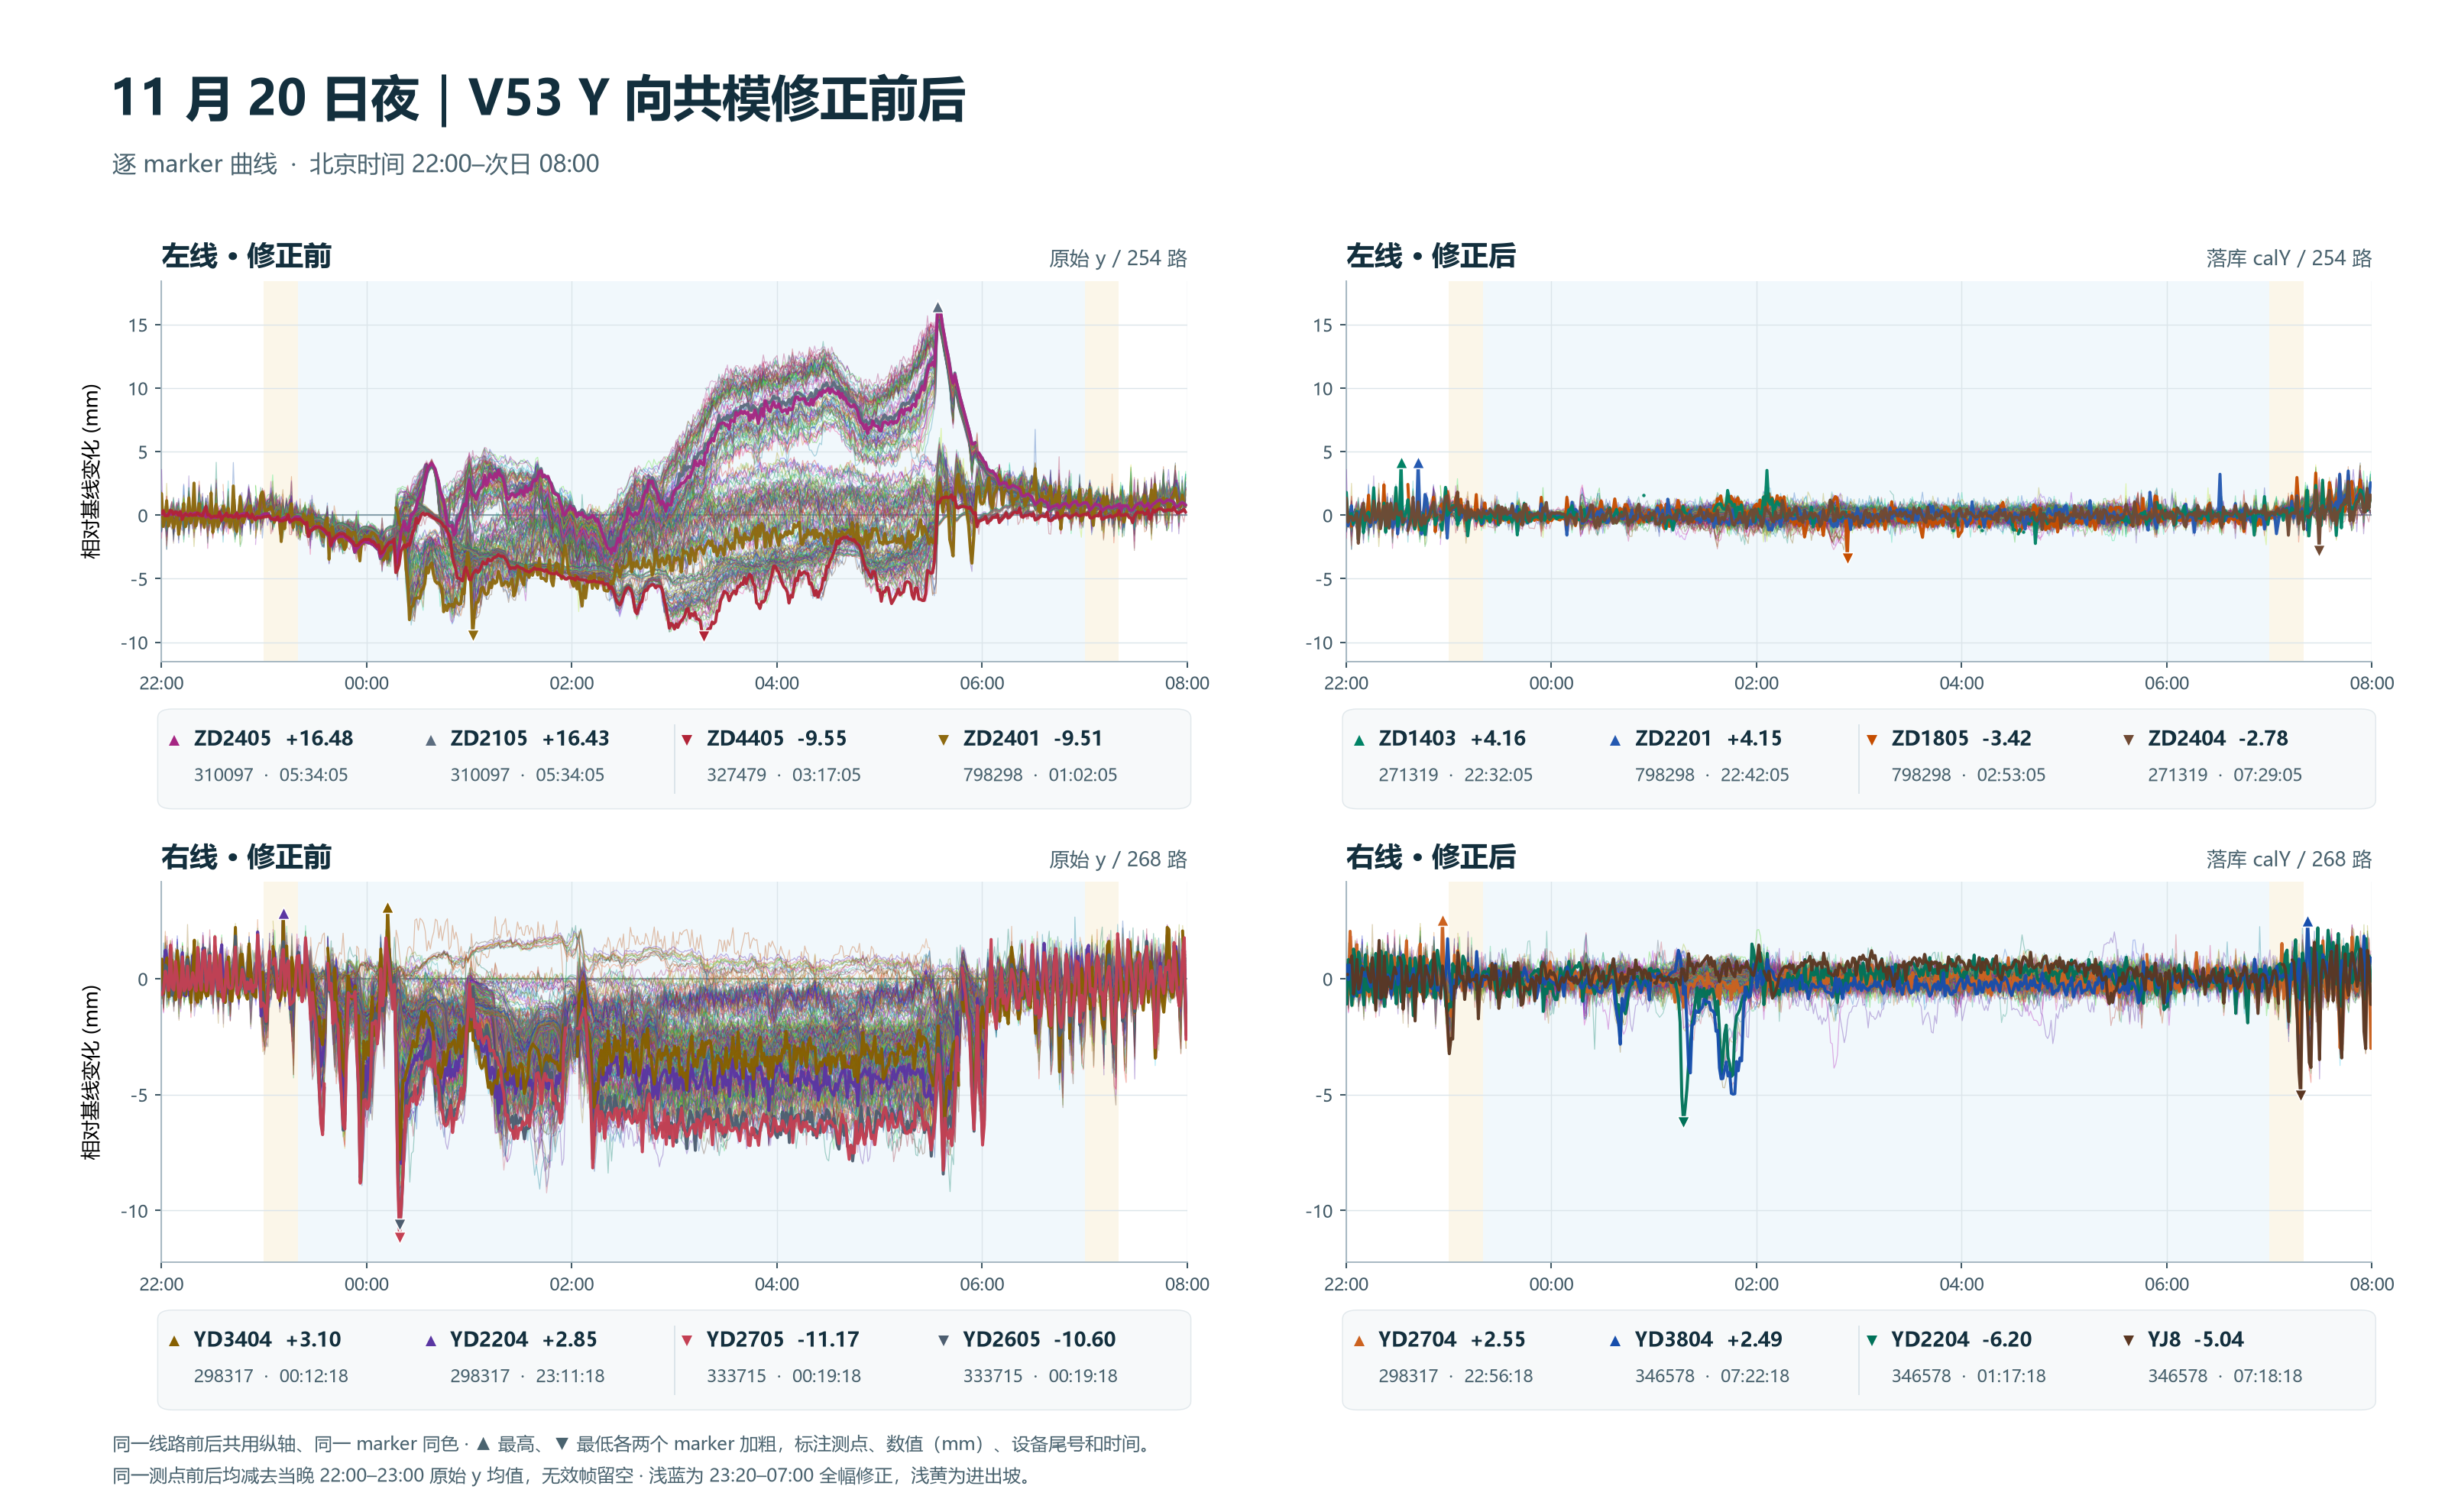 11 月 20 日夜 | V53 Y 向共模修正前后
逐 marker 曲线 · 北京时间 22:00–次日 08:00
左线 • 修正前
原始 y / 254 路
相对基线变化 (mm)
15
10
5
0
-5
-10
22:00 00:00 02:00 04:00 06:00 08:00
▲ ZD2405 +16.48 ▲ ZD2105 +16.43 ▼ ZD4405 -9.55 ▼ ZD2401 -9.51
310097 · 05:34:05 310097 · 05:34:05 327479 · 03:17:05 798298 · 01:02:05
左线 • 修正后
落库 calY / 254 路
15
10
5
0
-5
-10
22:00 00:00 02:00 04:00 06:00 08:00
▲ ZD1403 +4.16 ▲ ZD2201 +4.15 ▼ ZD1805 -3.42 ▼ ZD2404 -2.78
271319 · 22:32:05 798298 · 22:42:05 798298 · 02:53:05 271319 · 07:29:05
右线 • 修正前
原始 y / 268 路
相对基线变化 (mm)
0
-5
-10
22:00 00:00 02:00 04:00 06:00 08:00
▲ YD3404 +3.10 ▲ YD2204 +2.85 ▼ YD2705 -11.17 ▼ YD2605 -10.60
298317 · 00:12:18 298317 · 23:11:18 333715 · 00:19:18 333715 · 00:19:18
右线 • 修正后
落库 calY / 268 路
0
-5
-10
22:00 00:00 02:00 04:00 06:00 08:00
▲ YD2704 +2.55 ▲ YD3804 +2.49 ▼ YD2204 -6.20 ▼ YJ8 -5.04
298317 · 22:56:18 346578 · 07:22:18 346578 · 01:17:18 346578 · 07:18:18
同一线路前后共用纵轴、同一 marker 同色 · ▲ 最高、▼ 最低各两个 marker 加粗，标注测点、数值（mm）、设备尾号和时间。
同一测点前后均减去当晚 22:00–23:00 原始 y 均值，无效帧留空 · 浅蓝为 23:20–07:00 全幅修正，浅黄为进出坡。